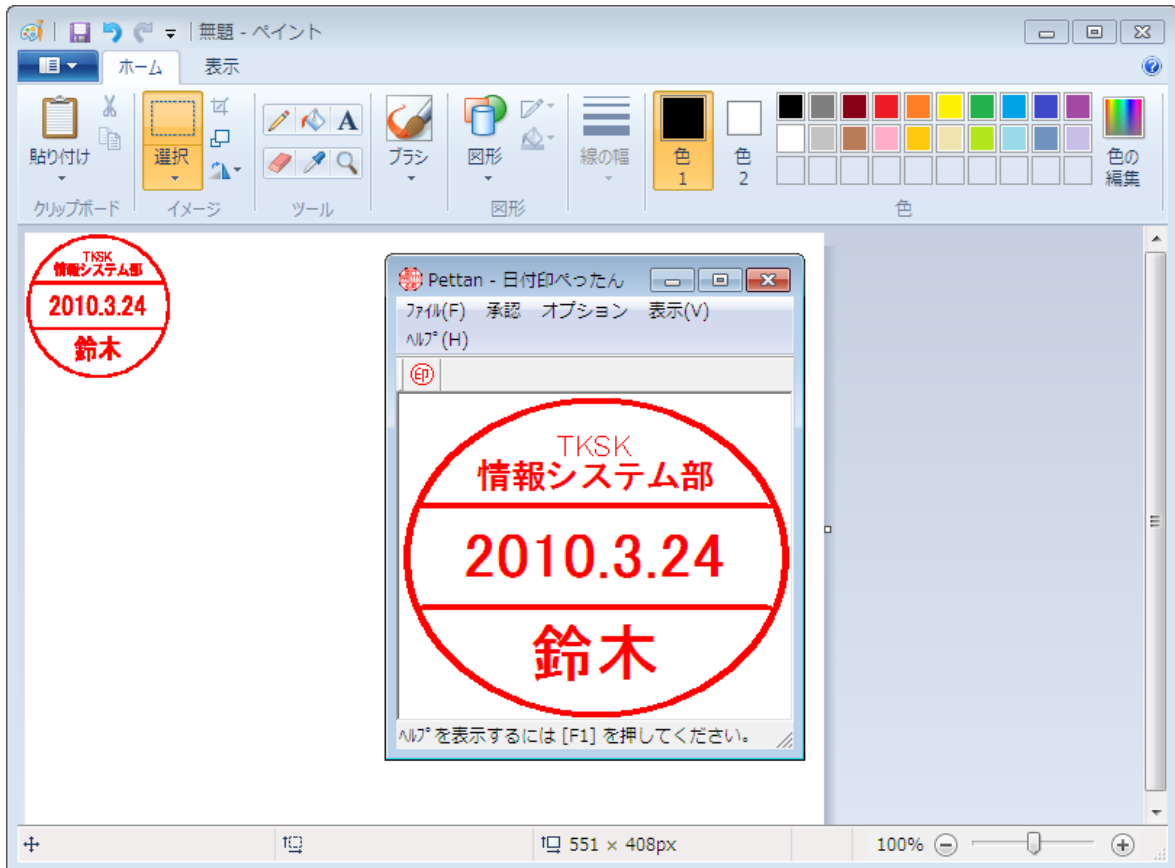 無題 - ペイント
ホーム 表示
貼り付け
選択
A
ブラシ
図形
線の幅
色
1
色
2
色の
編集
クリップボード
イメージ
ツール
図形
色
TKSK
情報システム部
2010.3.24
鈴木
Pettan - 日付印ぺったん
ﾌｧｲﾙ(F) 承認 オプション 表示(V)
ﾍﾙﾌﾟ(H)
印
TKSK
情報システム部
2010.3.24
鈴木
ﾍﾙﾌﾟを表示するには [F1] を押してください。
551 × 408px
100%